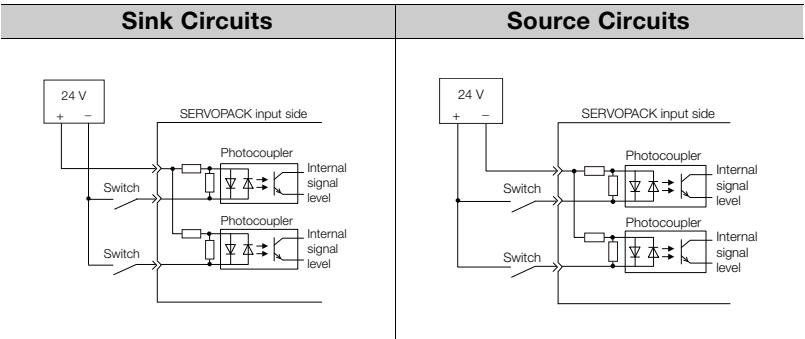 Sink Circuits
24 V
+ −
SERVOPACK input side
Photocoupler
Switch
Internal
signal
level
Photocoupler
Switch
Internal
signal
level
Source Circuits
24 V
+ −
SERVOPACK input side
Photocoupler
Switch
Internal
signal
level
Photocoupler
Switch
Internal
signal
level